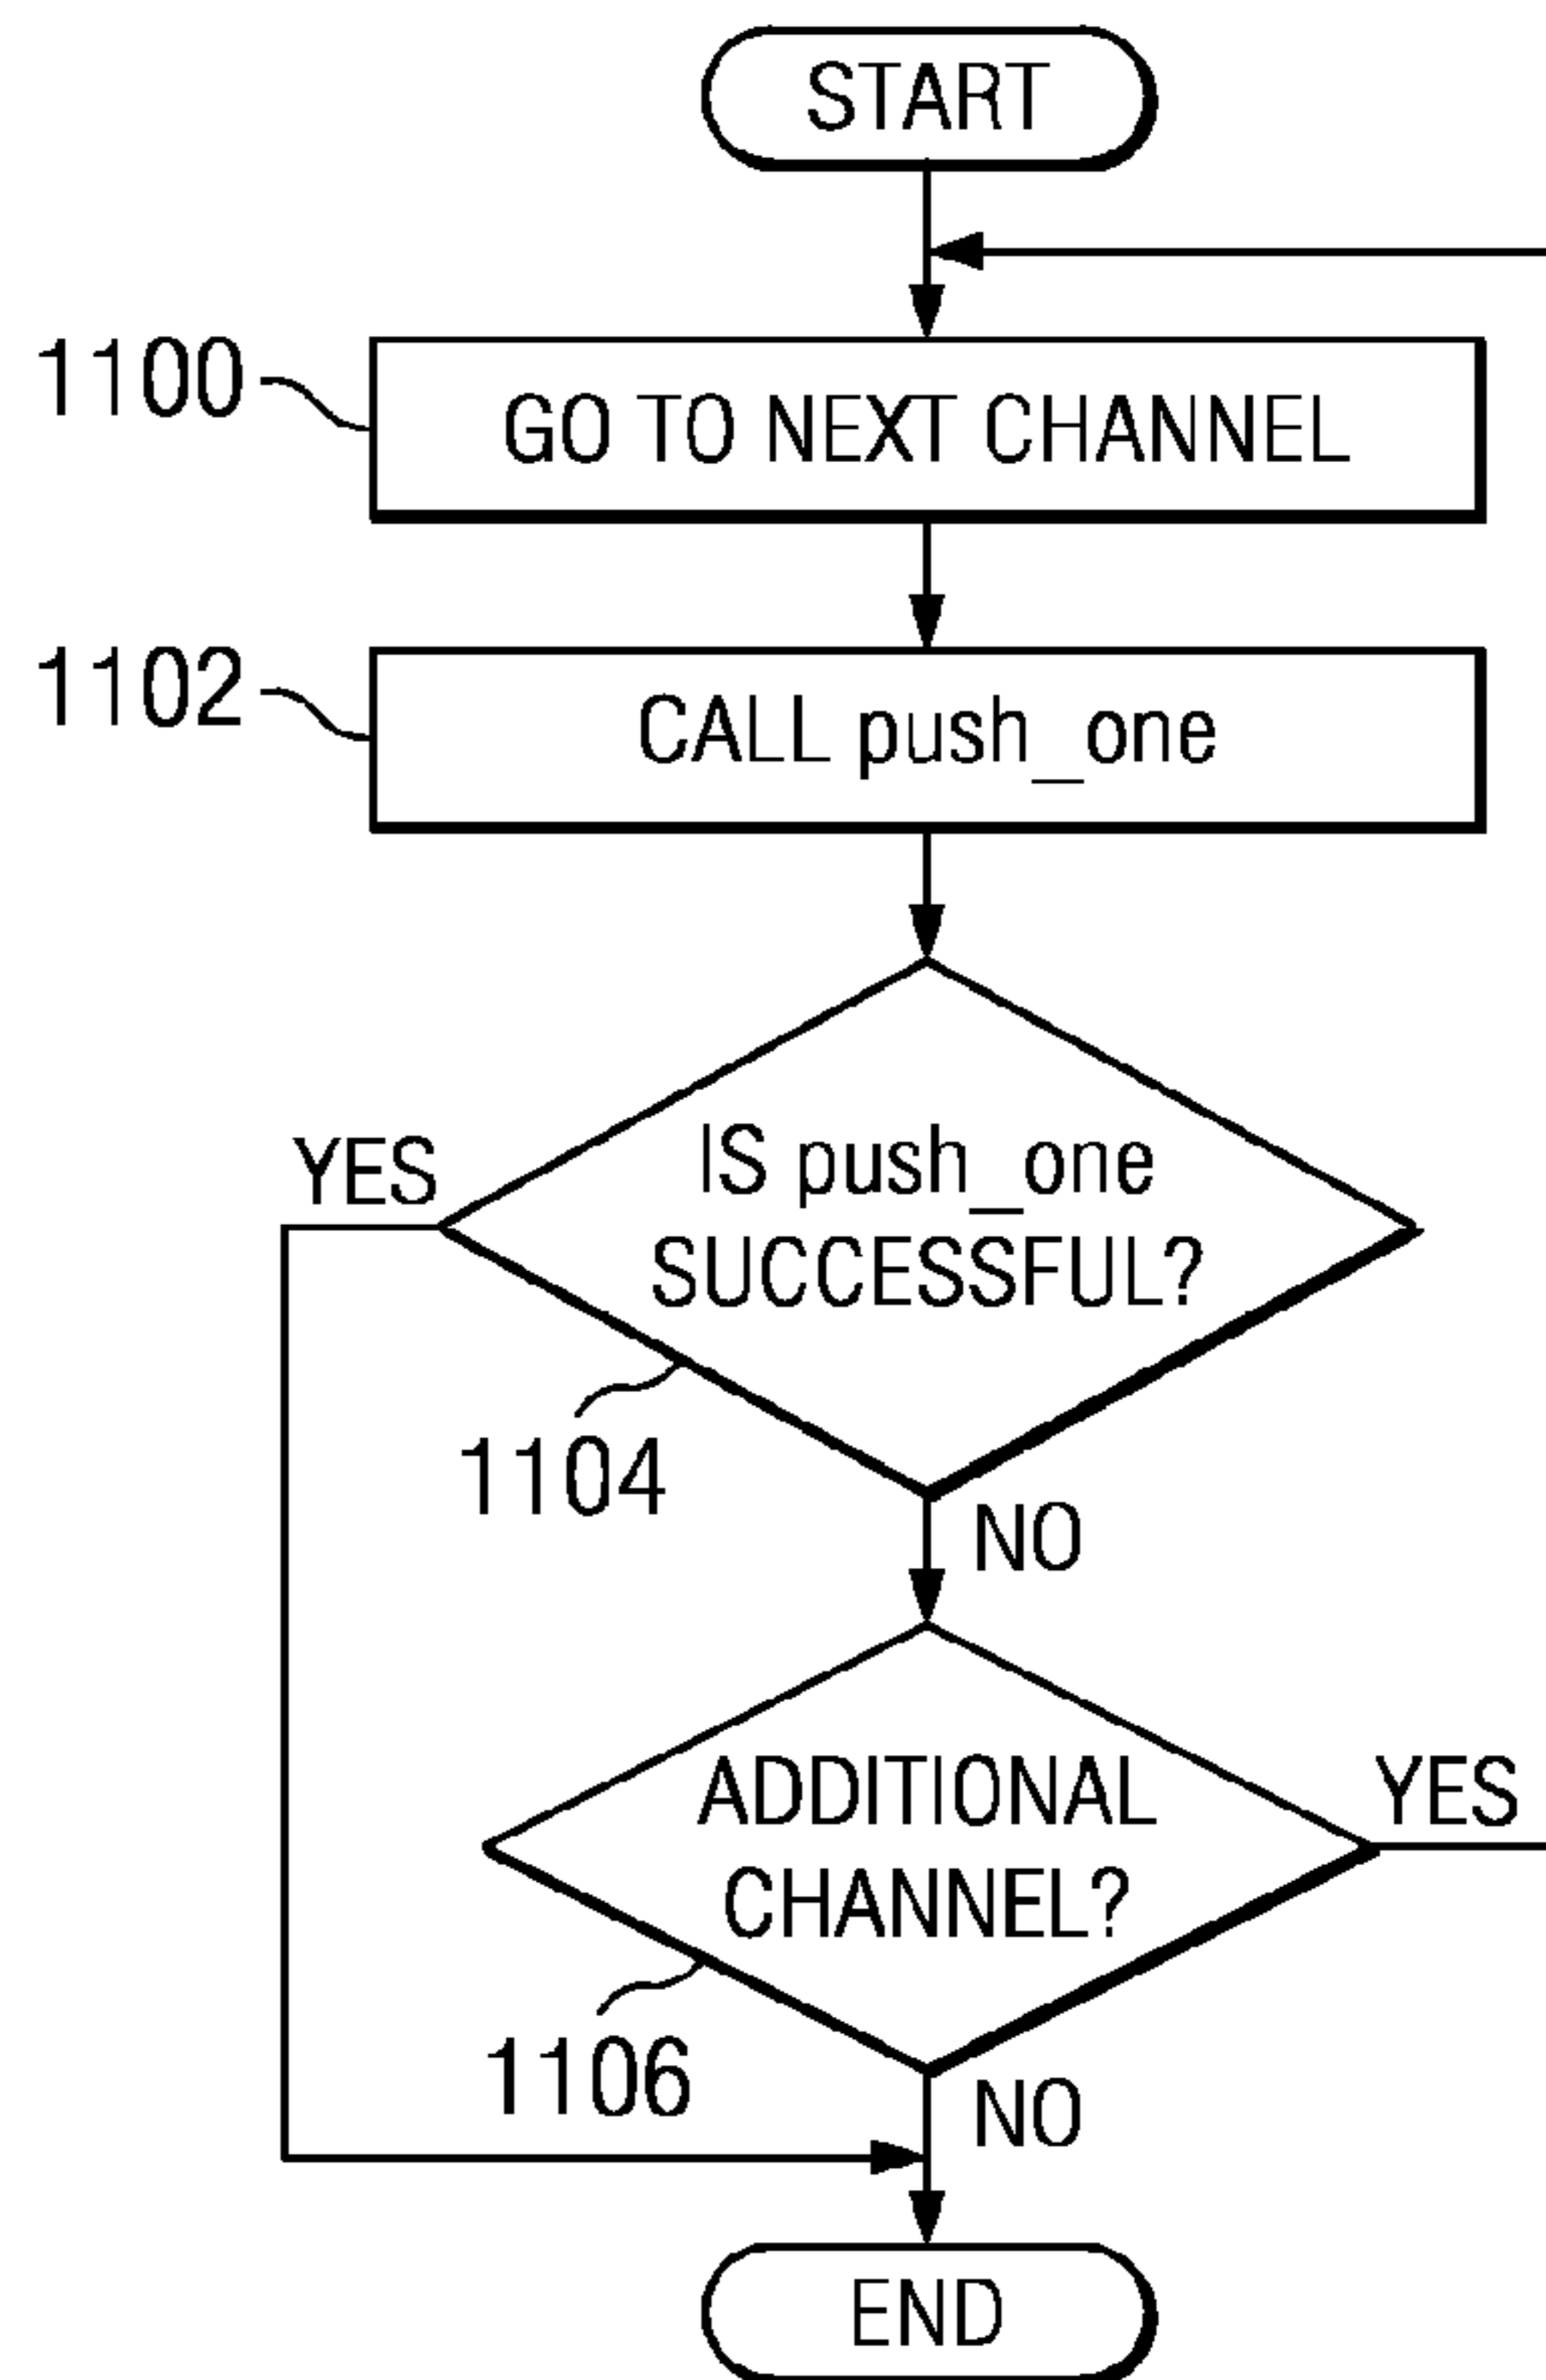 START
1100
GO TO NEXT CHANNEL
1102
CALL push_one
YES
IS push_one
SUCCESSFUL?
1104
NO
ADDITIONAL
CHANNEL?
YES
1106
NO
END